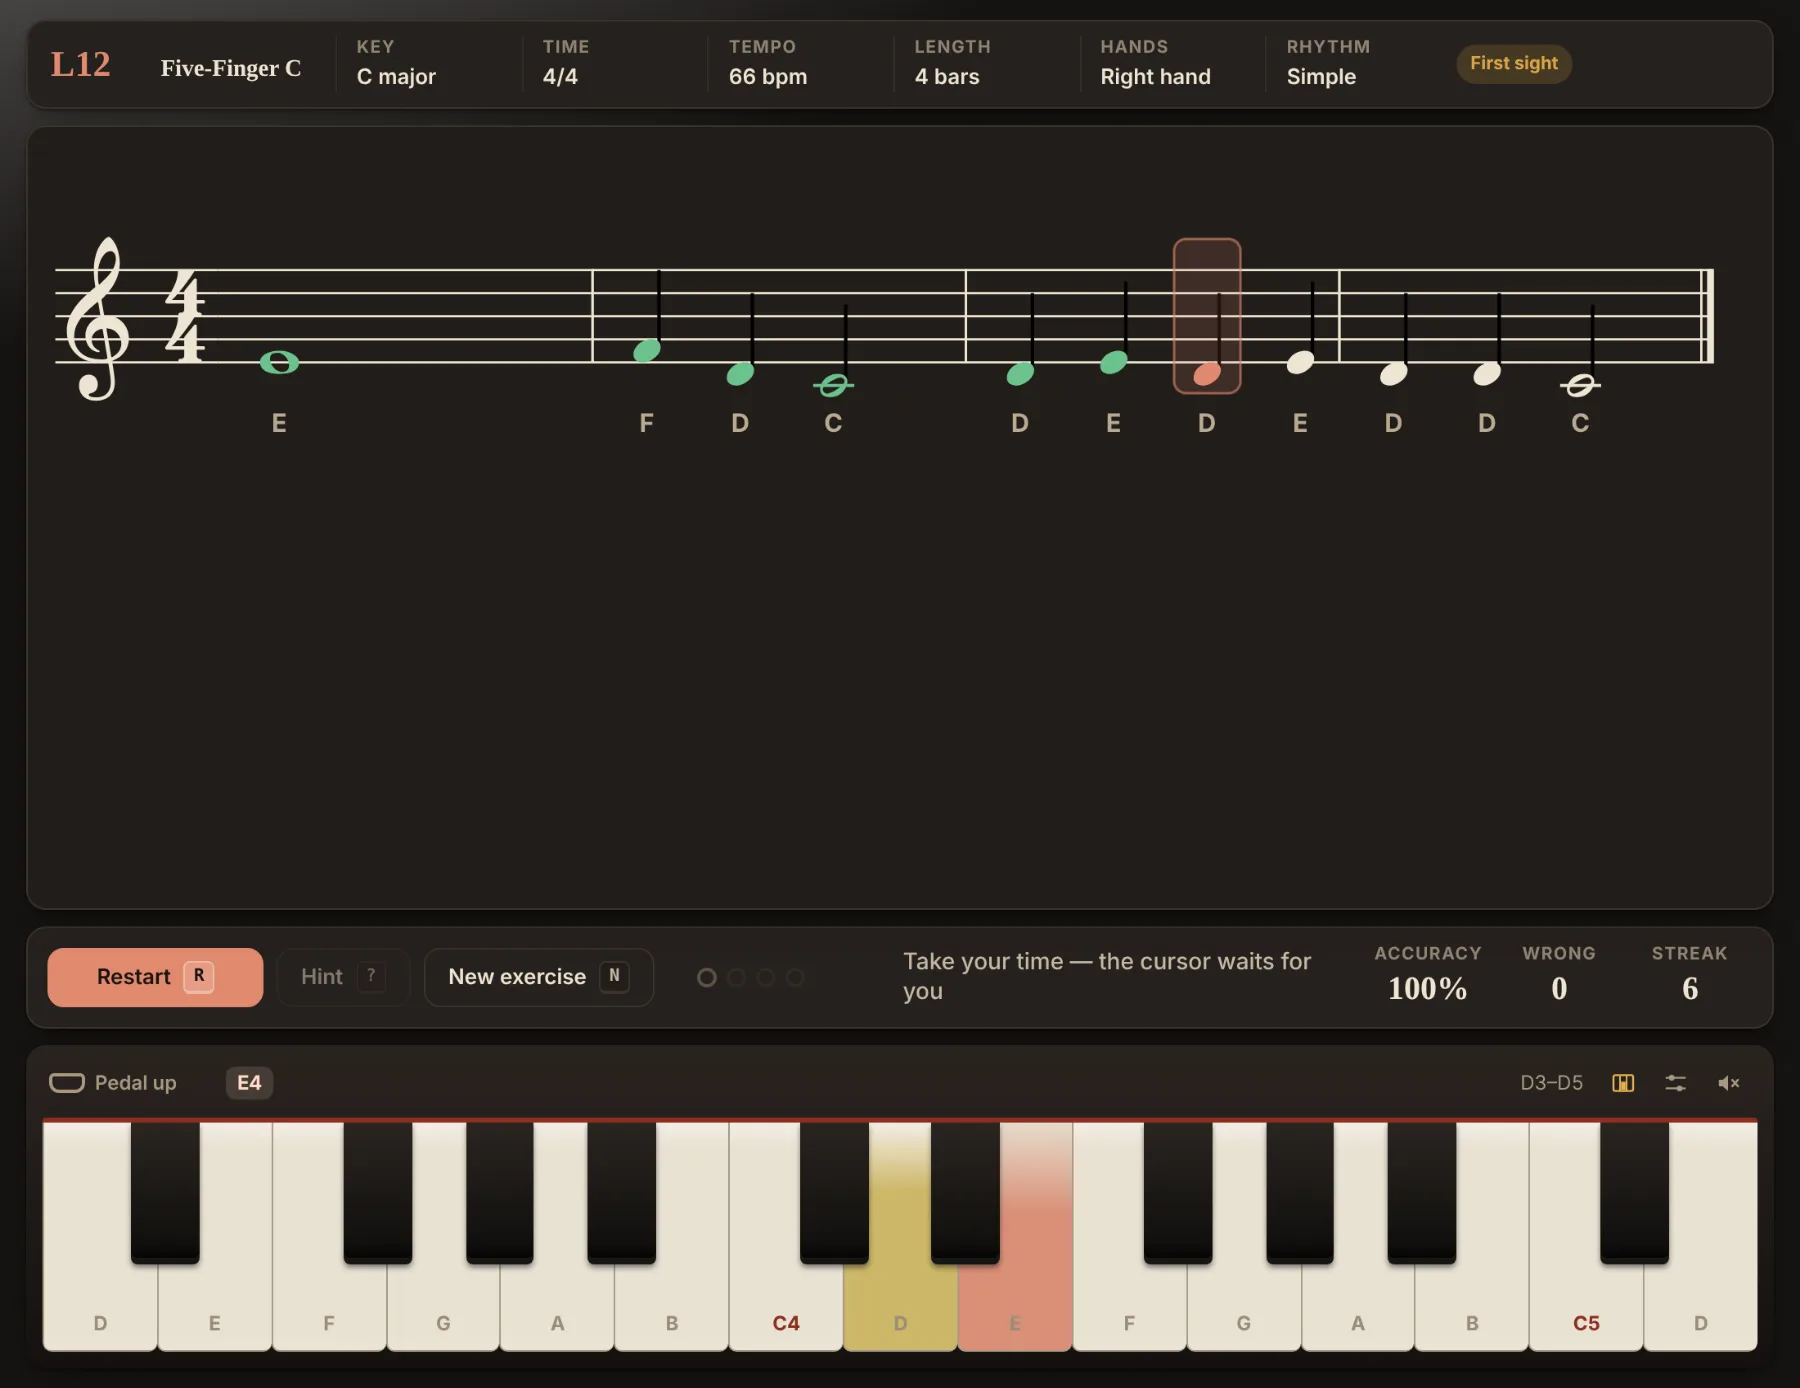 L12
Five-Finger C
KEY
C major
TIME
4/4
TEMPO
66 bpm
LENGTH
4 bars
HANDS
Right hand
RHYTHM
Simple
First sight
4
4
E F D C D E D E D D C
Restart R
Hint ?
New exercise N
Take your time — the cursor waits for
you
ACCURACY
100%
WRONG
0
STREAK
6
Pedal up
E4
D3–D5
D E F G A B C4 D E F G A B C5 D